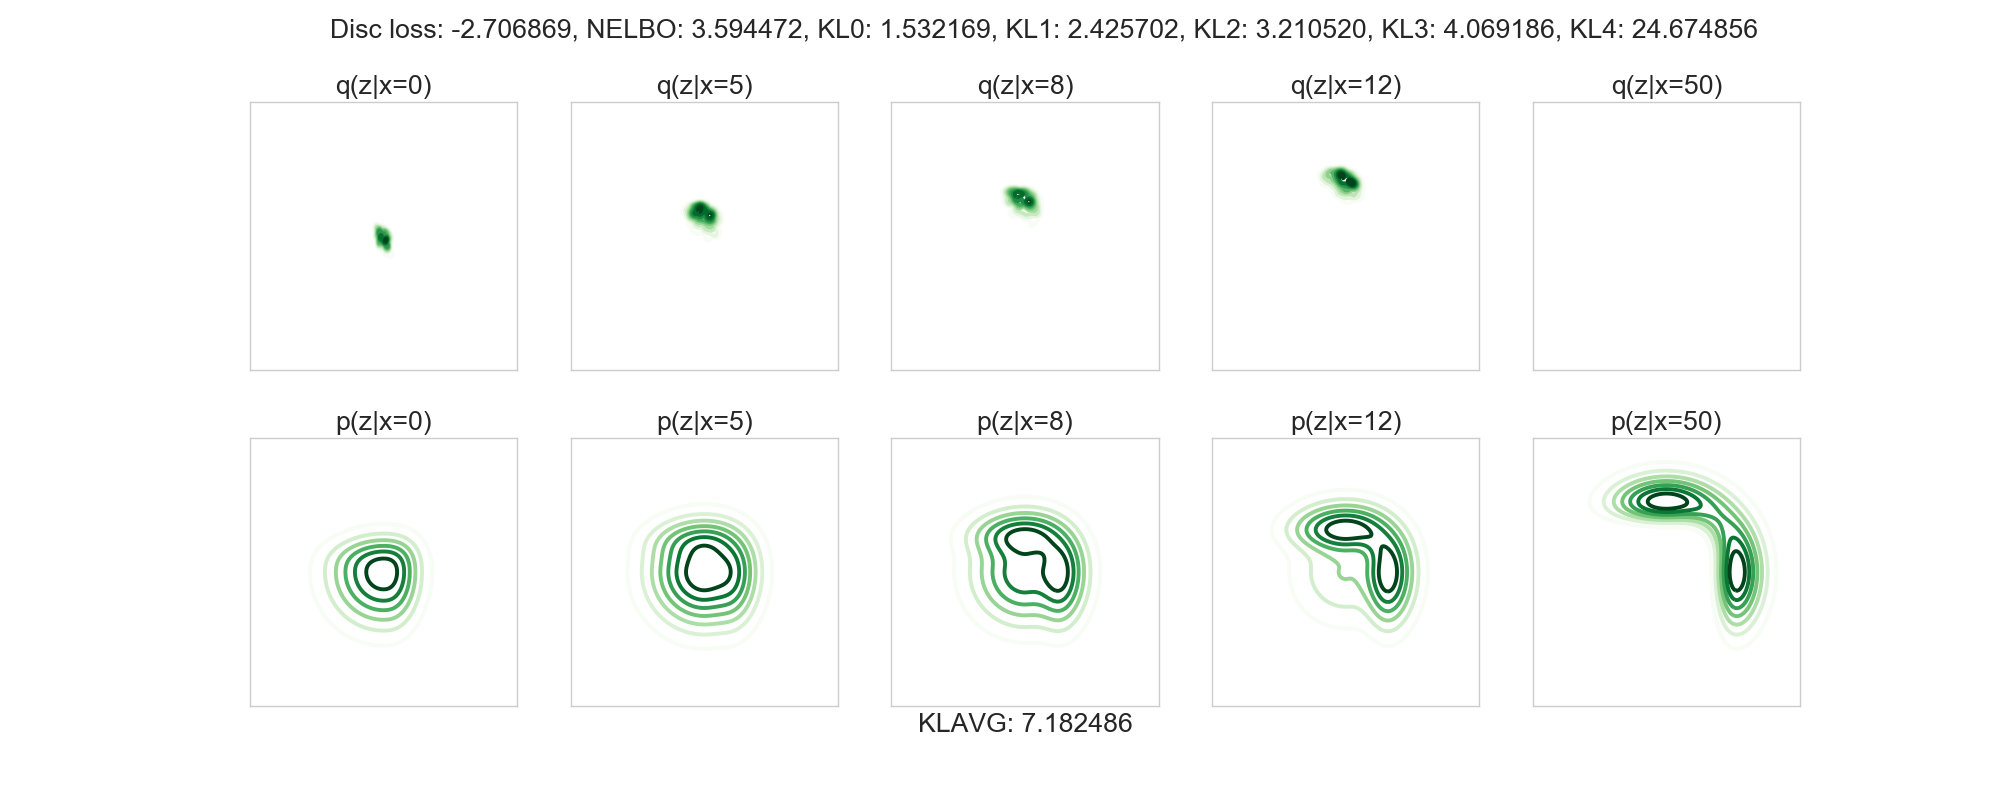 Disc loss: -2.706869, NELBO: 3.594472, KL0: 1.532169, KL1: 2.425702, KL2: 3.210520, KL3: 4.069186, KL4: 24.674856
q(z|x=0) q(z|x=5) q(z|x=8) q(z|x=12) q(z|x=50)
p(z|x=0) p(z|x=5) p(z|x=8) p(z|x=12) p(z|x=50)
KLAVG: 7.182486